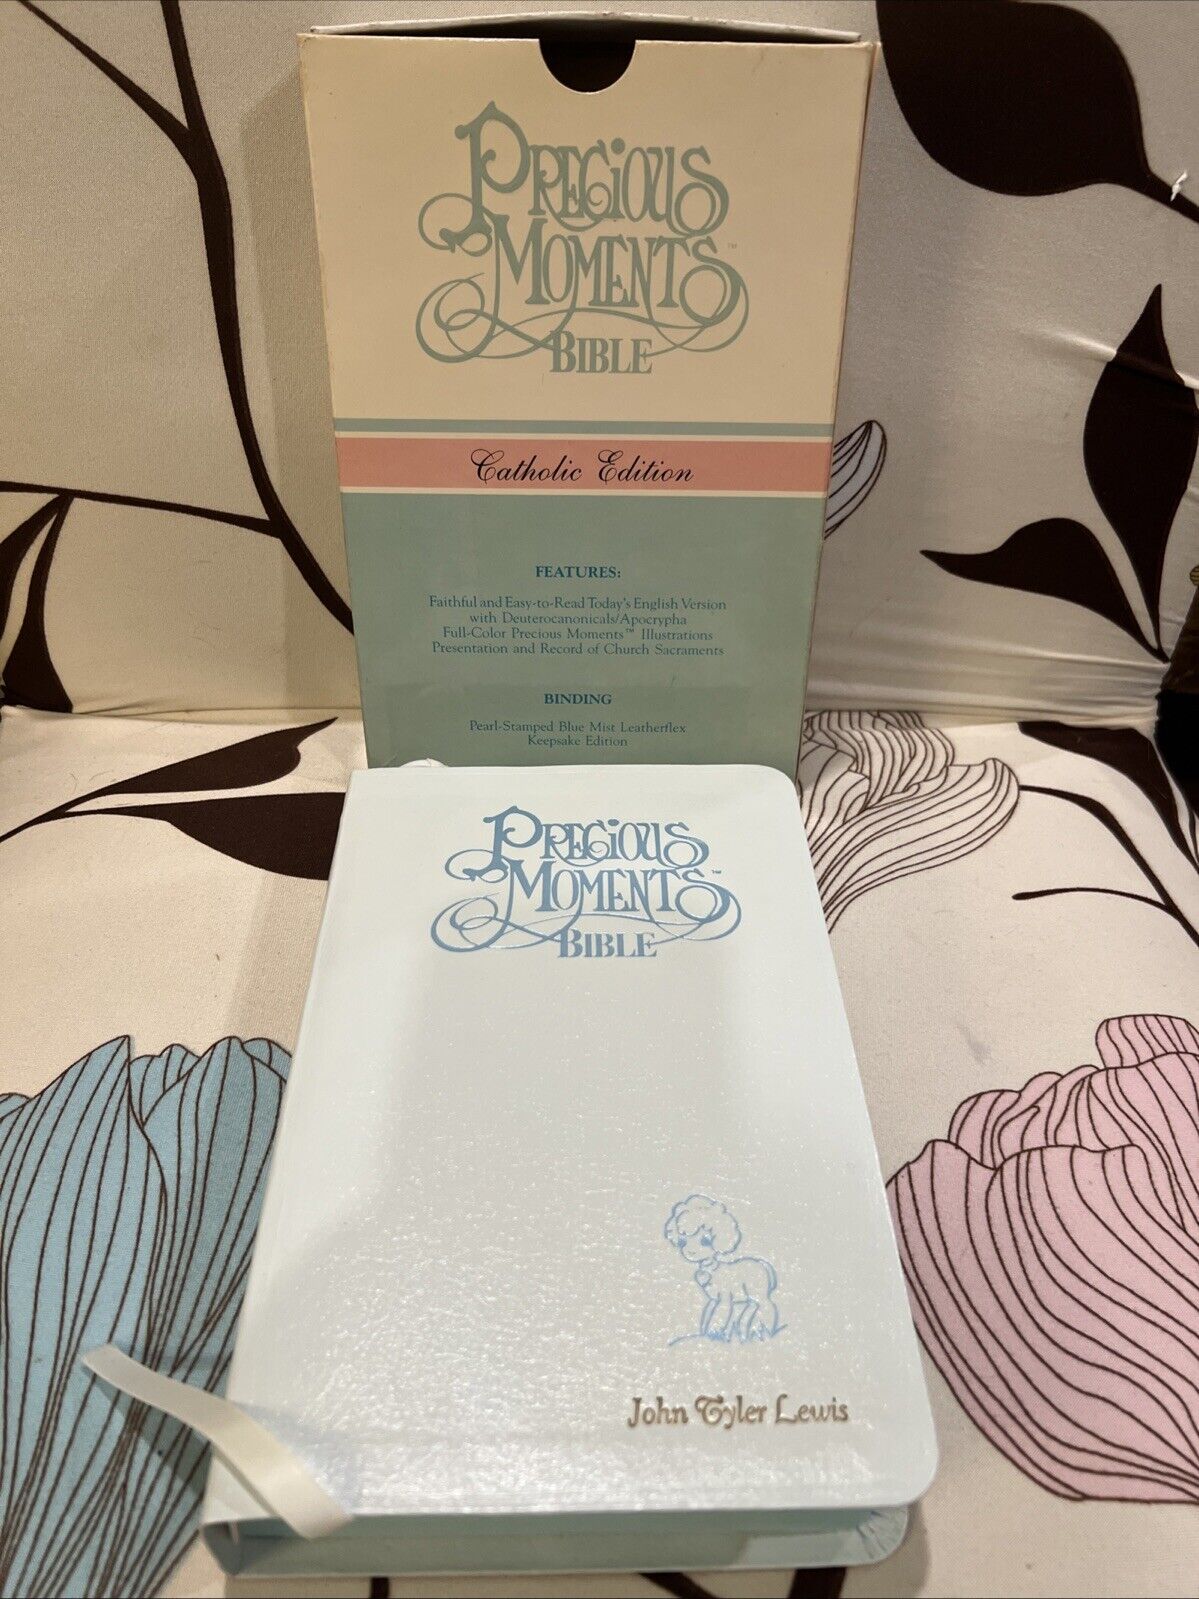 PRECIOUS
MOMENTS™
BIBLE
Catholic Edition
FEATURES:
Faithful and Easy-to-Read Today's English Version
with Deuterocanonicals/Apocrypha
Full-Color Precious Moments™ Illustrations
Presentation and Record of Church Sacraments
BINDING
Pearl-Stamped Blue Mist Leatherflex
Keepsake Edition
PRECIOUS
MOMENTS™
BIBLE
John Tyler Lewis